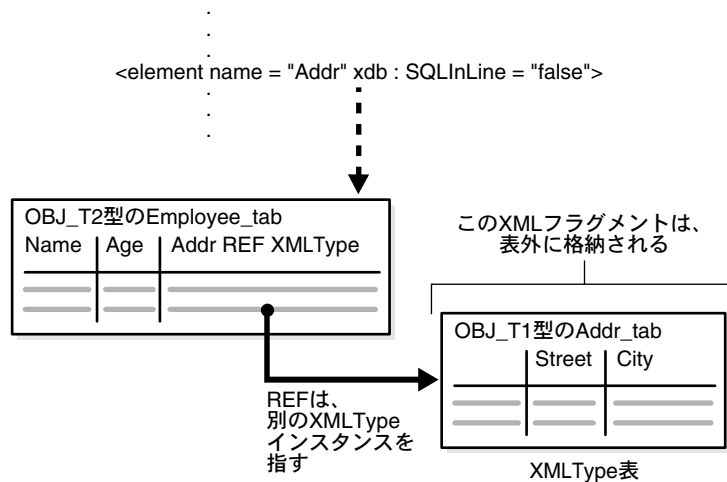 <element name = "Addr" xdb : SQLInLine = "false">
OBJ_T2型のEmployee_tab
Name Age Addr REF XMLType
このXMLフラグメントは、
表外に格納される
OBJ_T1型のAddr_tab
Street City
REFは、
別のXMLType
インスタンスを
指す
XMLType表